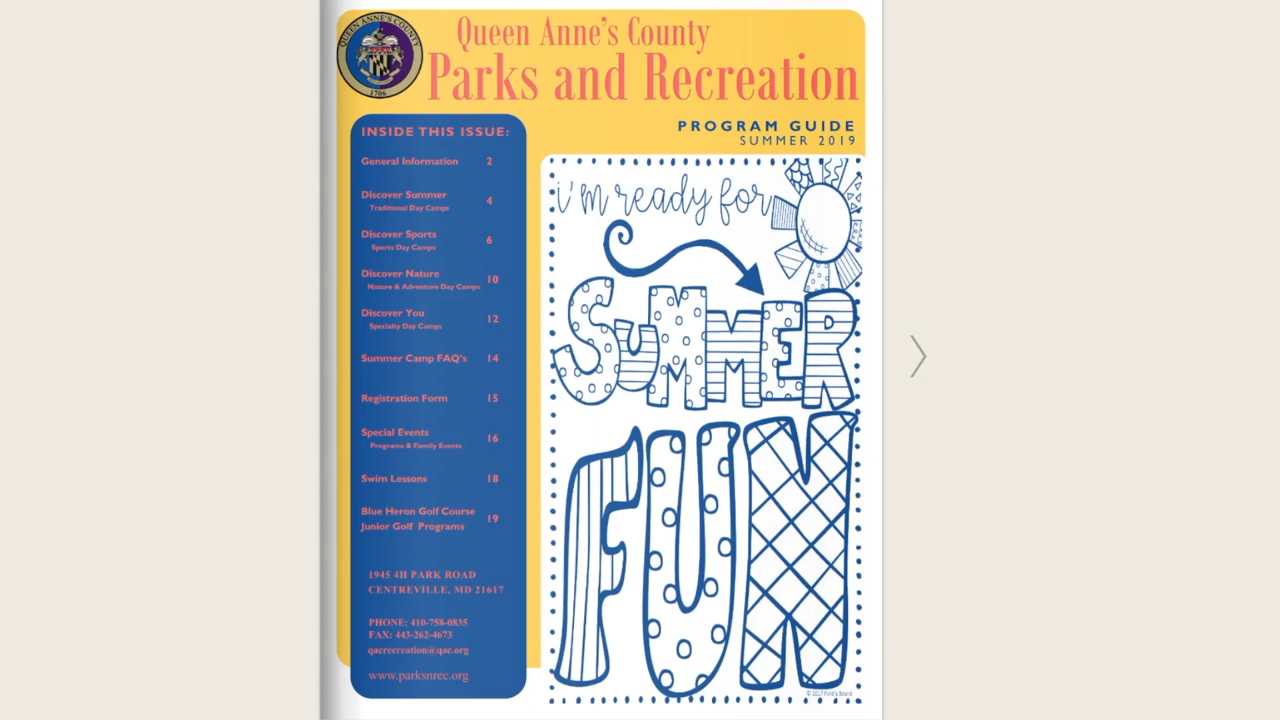 QUEEN ANNE'S COUNTY
1706
Queen Anne's County
Parks and Recreation
PROGRAM GUIDE
SUMMER 2019
INSIDE THIS ISSUE:
General Information 2
Discover Summer
Traditional Day Camps
4
Discover Sports
Sports Day Camps
6
Discover Nature
Nature & Adventure Day Camps
10
Discover You
Specialty Day Camps
12
Summer Camp FAQ's 14
Registration Form 15
Special Events
Programs & Family Events
16
Swim Lessons 18
Blue Heron Golf Course
Junior Golf Programs
19
1945 4H PARK ROAD
CENTREVILLE, MD 21617
PHONE: 410-758-0835
FAX: 443-262-4673
qacrecreation@qac.org
www.parksnrec.org
i'm ready for
SUMMER
FUN